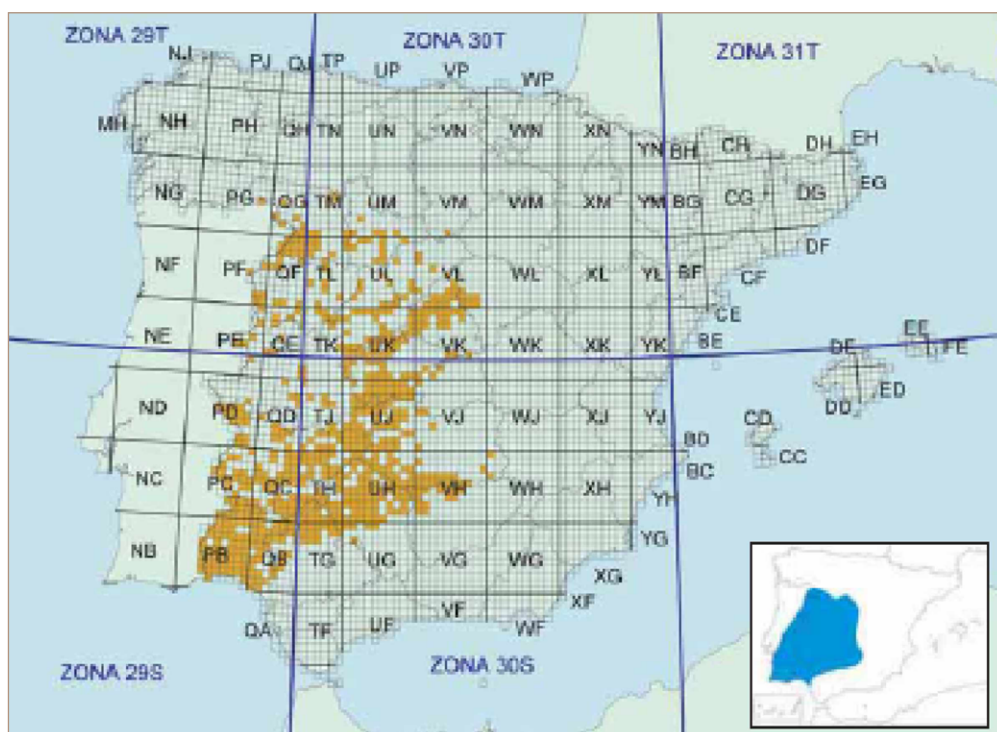 ZONA 29T
ZONA 30T
ZONA 31T
NJ PJ QJ TP UP VP WP
MH NH PH QH TN UN VN WN XN YN BH CH DH EH
NG PG QG TM UM VM WM XM YM BG CG DG EG
NF PF QF TL UL VL WL XL YL BF CF DF
NE PE QE TK UK VK WK XK YK BE CE DE EE FE
ND PD QD TJ UJ VJ WJ XJ YJ BD CD DD ED
NC PC QC TH UH VH WH XH YH BC CC
NB PB QB TG UG VG WG XG YG
QA TF UF VF WF XF
ZONA 29S
ZONA 30S